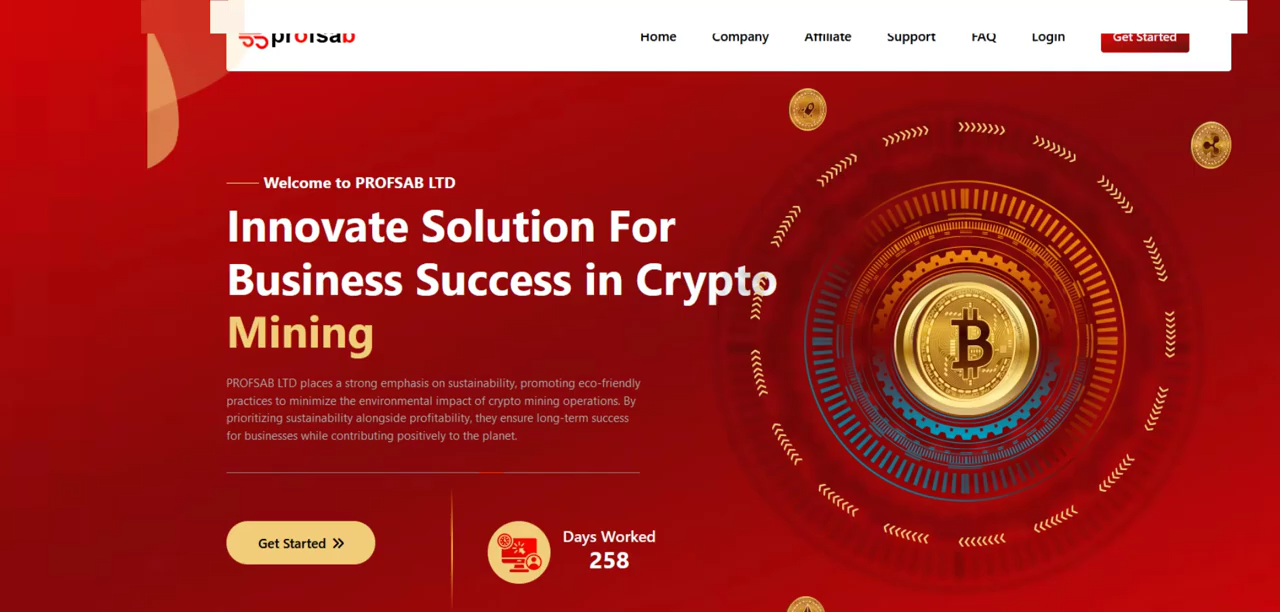 profsab
Home Company Affiliate Support FAQ Login Get Started
Welcome to PROFSAB LTD
Innovate Solution For
Business Success in Crypto
Mining
PROFSAB LTD places a strong emphasis on sustainability, promoting eco-friendly
practices to minimize the environmental impact of crypto mining operations. By
prioritizing sustainability alongside profitability, they ensure long-term success
for businesses while contributing positively to the planet.
Get Started
Days Worked
258